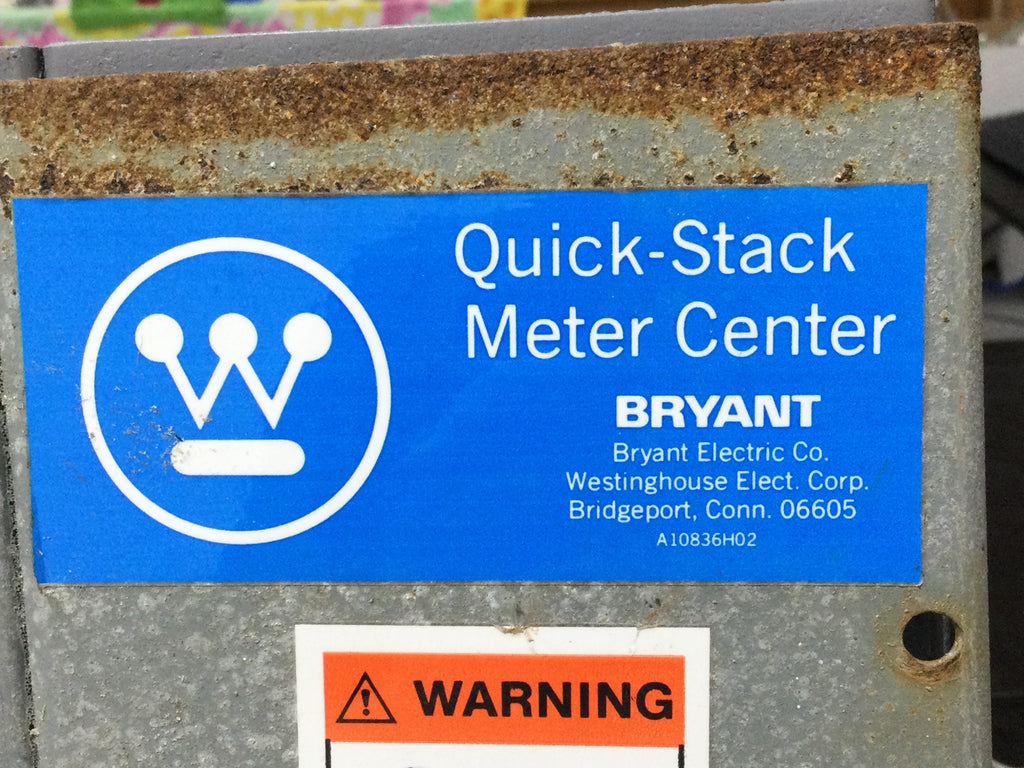 Quick-Stack
Meter Center
BRYANT
Bryant Electric Co.
Westinghouse Elect. Corp.
Bridgeport, Conn. 06605
A10836H02
WARNING